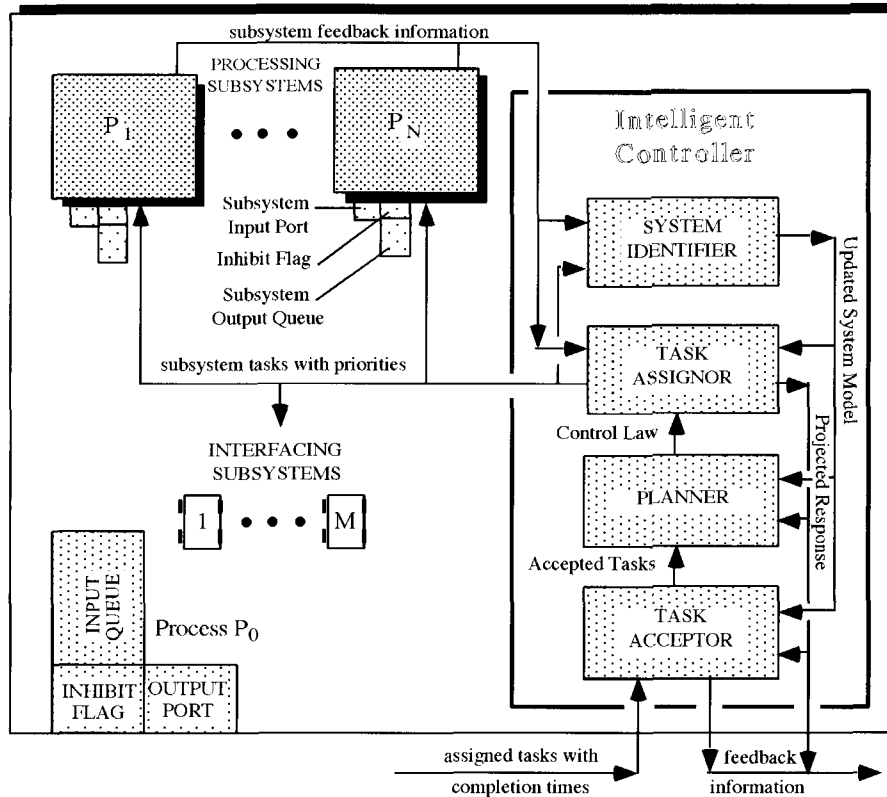 subsystem feedback information
PROCESSING
SUBSYSTEMS
P 1
P N
Intelligent
Controller
Subsystem
Input Port
Inhibit Flag
Subsystem
Output Queue
SYSTEM
IDENTIFIER
Updated System Model
subsystem tasks with priorities
TASK
ASSIGNOR
Control Law
Projected Response
INTERFACING
SUBSYSTEMS
1
M
PLANNER
Accepted Tasks
INPUT
QUEUE
Process P0
TASK
ACCEPTOR
INHIBIT
FLAG
OUTPUT
PORT
assigned tasks with
completion times
feedback
information